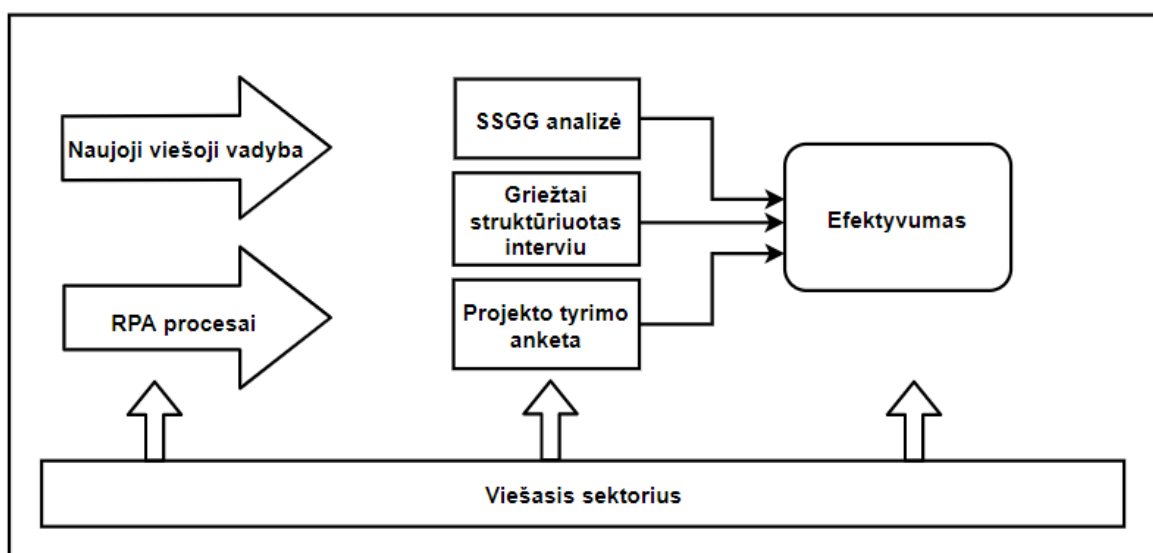 Naujoji viešoji vadyba
RPA procesai
SSGG analizė
Griežtai
struktūriuotas
interviu
Projekto tyrimo
anketa
Efektyvumas
Viešasis sektorius